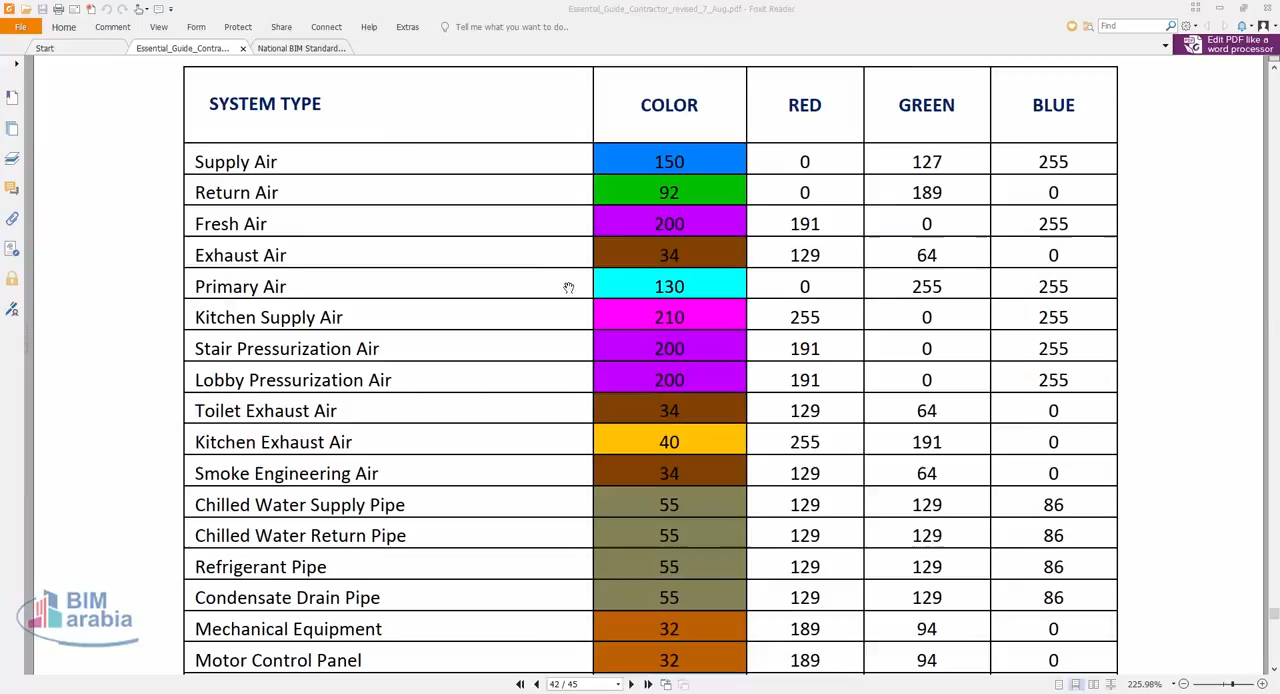 Essential_Guide_Contractor_revised_7_Aug.pdf - Foxit Reader
File Home Comment View Form Protect Share Connect Help Extras Tell me what you want to do.. Find
Edit PDF like a
word processor
Start Essential_Guide_Contra... National BIM Standard...
SYSTEM TYPE COLOR RED GREEN BLUE
Supply Air 150 0 127 255
Return Air 92 0 189 0
Fresh Air 200 191 0 255
Exhaust Air 34 129 64 0
Primary Air 130 0 255 255
Kitchen Supply Air 210 255 0 255
Stair Pressurization Air 200 191 0 255
Lobby Pressurization Air 200 191 0 255
Toilet Exhaust Air 34 129 64 0
Kitchen Exhaust Air 40 255 191 0
Smoke Engineering Air 34 129 64 0
Chilled Water Supply Pipe 55 129 129 86
Chilled Water Return Pipe 55 129 129 86
Refrigerant Pipe 55 129 129 86
Condensate Drain Pipe 55 129 129 86
Mechanical Equipment 32 189 94 0
Motor Control Panel 32 189 94 0
BIM
arabia
42 / 45 225.98%